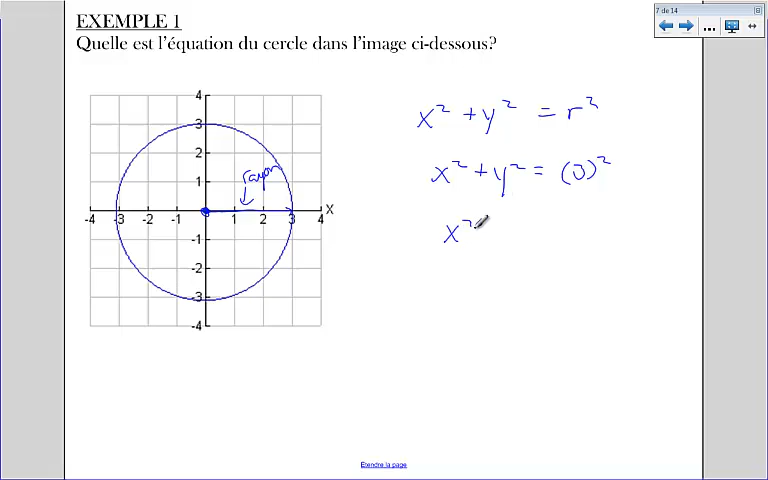 7 de 14
EXEMPLE 1
Quelle est l'équation du cercle dans l'image ci-dessous?
4
3
2
1
rayon
-4 -3 -2 -1 0 1 2 3 4 X
-1
-2
-3
-4
x² + y² = r²
x² + y² = (3)²
x²
Étendre la page